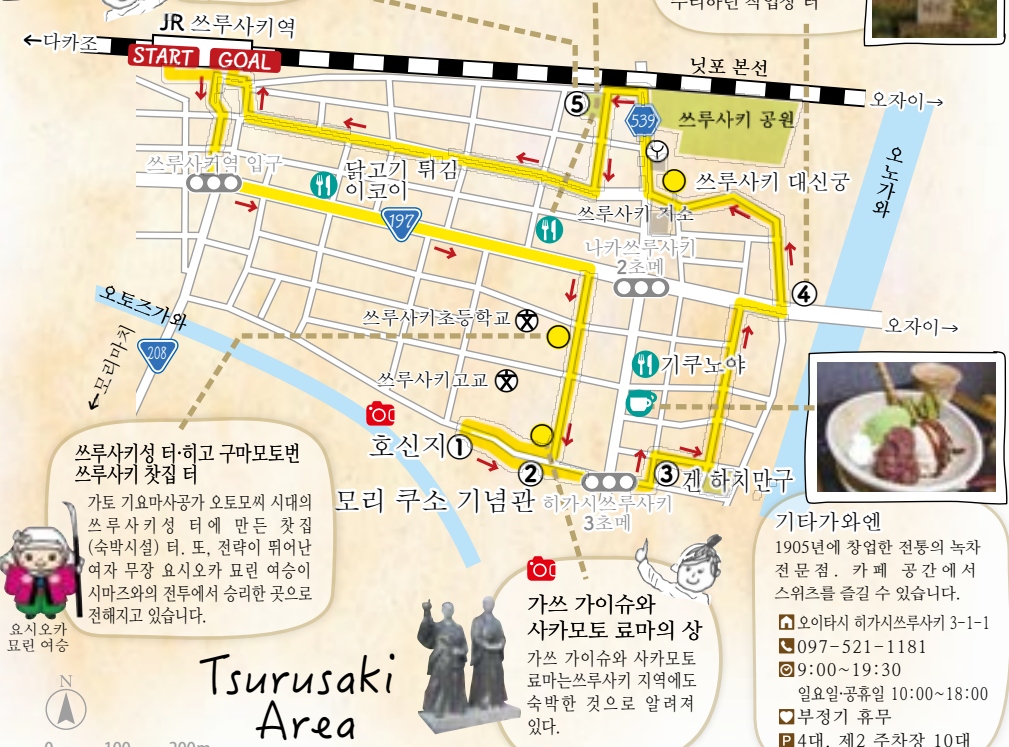 JR 쓰루사키역
←다카조
START
GOAL
닛포 본선
오자이→
⑤
539
쓰루사키 공원
오노가와
쓰루사키역 입구
닭고기 튀김
이코이
쓰루사키 대신궁
197
쓰루사키 지소
나카쓰루사키
2초메
④
오자이→
오토즈가와
208
←모리마치
쓰루사키초등학교
기쿠노야
쓰루사키고교
호신지①
②
모리 쿠소 기념관
히가시쓰루사키
3초메
③겐 하치만구
쓰루사키성 터·히고 구마모토번
쓰루사키 찻집 터
가토 기요마사공가 오토모씨 시대의
쓰루사키성 터에 만든 찻집
(숙박시설) 터. 또, 전략이 뛰어난
여자 무장 요시오카 묘린 여승이
시마즈와의 전투에서 승리한 곳으로
전해지고 있습니다.
요시오카
묘린 여승
가쓰 가이슈와
사카모토 료마의 상
가쓰 가이슈와 사카모토
료마는쓰루사키 지역에도
숙박한 것으로 알려져
있다.
기타가와엔
1905년에 창업한 전통의 녹차
전문점. 카페 공간에서
스위츠를 즐길 수 있습니다.
오이타시 히가시쓰루사키 3-1-1
097-521-1181
9:00~19:30
일요일·공휴일 10:00~18:00
부정기 휴무
P 4대, 제2 주차장 10대
Tsurusaki
Area
N